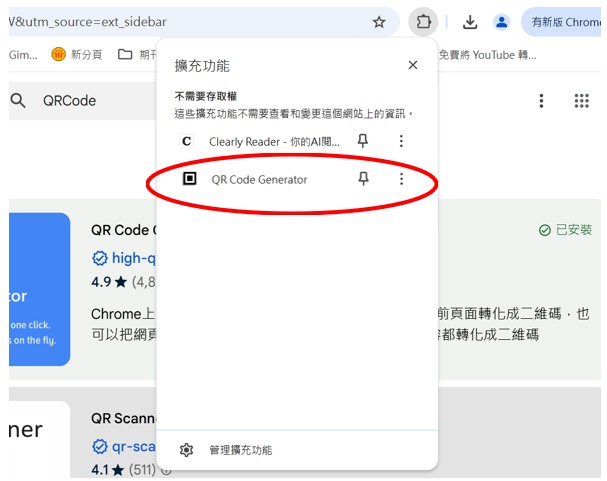 V&utm_source=ext_sidebar
有新版 Chrome
Gim...
新分頁
期刊
免費將 YouTube 轉...
擴充功能
QRCode
不需要存取權
這些擴充功能不需要查看和變更這個網站上的資訊。
C Clearly Reader - 你的AI閱...
QR Code Generator
QR Code
已安裝
high-q
4.9 ★ (4,8
tor
Chrome上
前頁面轉化成二維碼，也
one click.
可以把網頁
都轉化成二維碼
s on the fly.
ner
QR Scann
qr-sca
管理擴充功能
4.1 ★ (511)